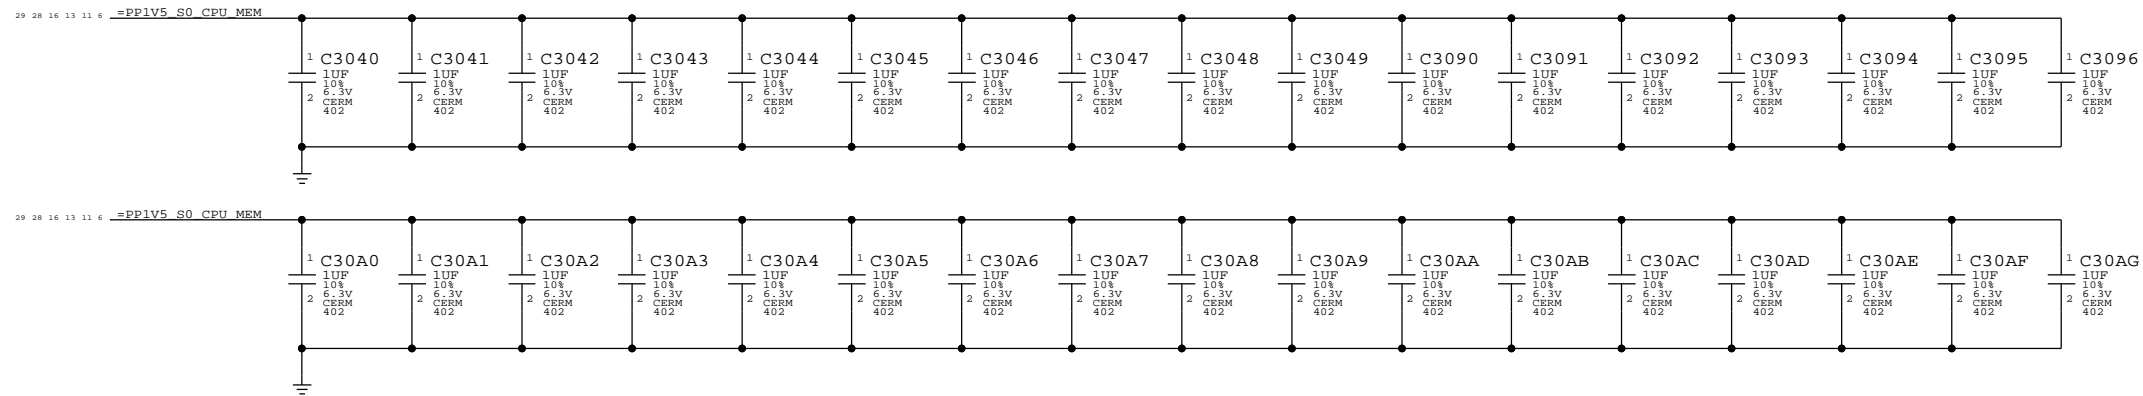 29 28 16 13 11 6 =PP1V5_S0_CPU_MEM
1 C3040 1 C3041 1 C3042 1 C3043 1 C3044 1 C3045 1 C3046 1 C3047 1 C3048 1 C3049 1 C3090 1 C3091 1 C3092 1 C3093 1 C3094 1 C3095 1 C3096
1UF 1UF 1UF 1UF 1UF 1UF 1UF 1UF 1UF 1UF 1UF 1UF 1UF 1UF 1UF 1UF 1UF
10% 10% 10% 10% 10% 10% 10% 10% 10% 10% 10% 10% 10% 10% 10% 10% 10%
2 6.3V 2 6.3V 2 6.3V 2 6.3V 2 6.3V 2 6.3V 2 6.3V 2 6.3V 2 6.3V 2 6.3V 2 6.3V 2 6.3V 2 6.3V 2 6.3V 2 6.3V 2 6.3V 2 6.3V
CERM CERM CERM CERM CERM CERM CERM CERM CERM CERM CERM CERM CERM CERM CERM CERM CERM
402 402 402 402 402 402 402 402 402 402 402 402 402 402 402 402 402
29 28 16 13 11 6 =PP1V5_S0_CPU_MEM
1 C30A0 1 C30A1 1 C30A2 1 C30A3 1 C30A4 1 C30A5 1 C30A6 1 C30A7 1 C30A8 1 C30A9 1 C30AA 1 C30AB 1 C30AC 1 C30AD 1 C30AE 1 C30AF 1 C30AG
1UF 1UF 1UF 1UF 1UF 1UF 1UF 1UF 1UF 1UF 1UF 1UF 1UF 1UF 1UF 1UF 1UF
10% 10% 10% 10% 10% 10% 10% 10% 10% 10% 10% 10% 10% 10% 10% 10% 10%
2 6.3V 2 6.3V 2 6.3V 2 6.3V 2 6.3V 2 6.3V 2 6.3V 2 6.3V 2 6.3V 2 6.3V 2 6.3V 2 6.3V 2 6.3V 2 6.3V 2 6.3V 2 6.3V 2 6.3V
CERM CERM CERM CERM CERM CERM CERM CERM CERM CERM CERM CERM CERM CERM CERM CERM CERM
402 402 402 402 402 402 402 402 402 402 402 402 402 402 402 402 402